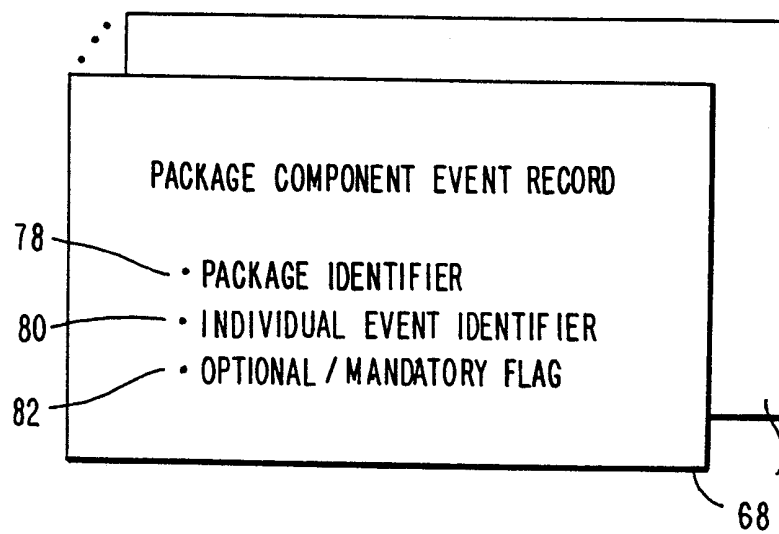 PACKAGE COMPONENT EVENT RECORD
78
• PACKAGE IDENTIFIER
80
• INDIVIDUAL EVENT IDENTIFIER
• OPTIONAL / MANDATORY FLAG
82
68